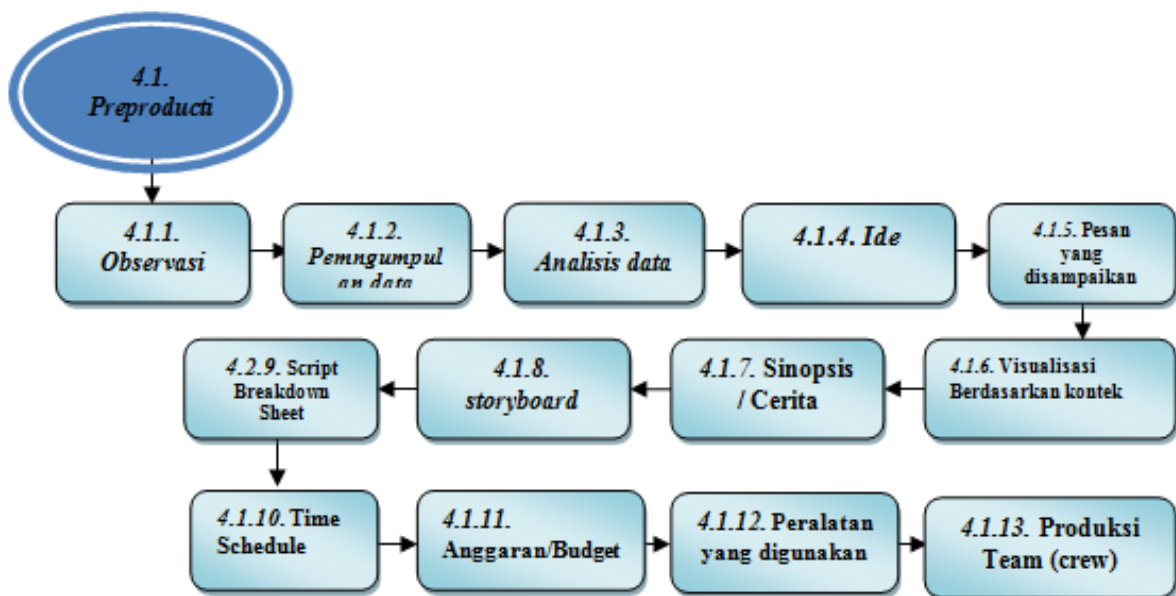 4.1.
Preproducti
4.1.1.
Observasi
4.1.2.
Pemngumpul
an data
4.1.3.
Analisis data
4.1.4. Ide
4.1.5. Pesan
yang
disampaikan
4.1.6. Visualisasi
Berdasarkan kontek
4.1.7. Sinopsis
/ Cerita
4.1.8.
storyboard
4.2.9. Script
Breakdown
Sheet
4.1.10. Time
Schedule
4.1.11.
Anggaran/Budget
4.1.12. Peralatan
yang digunakan
4.1.13. Produksi
Team (crew)